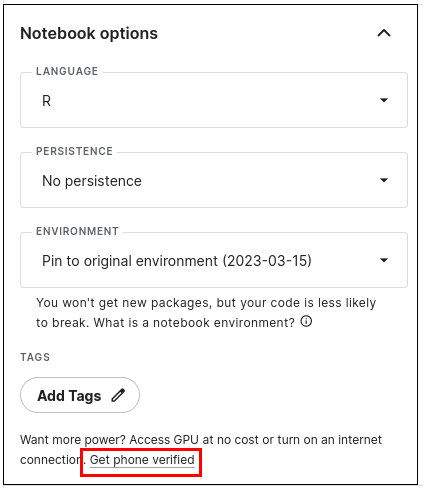 Notebook options
LANGUAGE
R
PERSISTENCE
No persistence
ENVIRONMENT
Pin to original environment (2023-03-15)
You won't get new packages, but your code is less likely
to break. What is a notebook environment?
TAGS
Add Tags
Want more power? Access GPU at no cost or turn on an internet
connection. Get phone verified